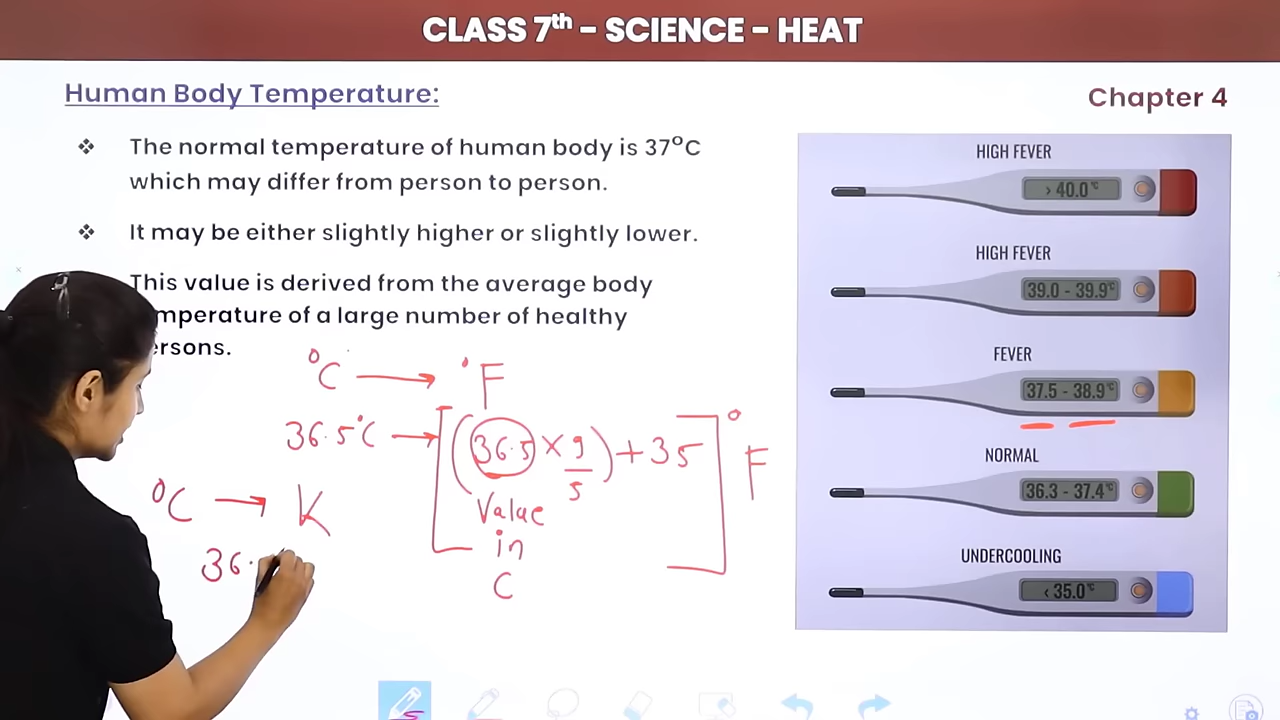 CLASS 7th - SCIENCE - HEAT
Human Body Temperature:
Chapter 4
❖ The normal temperature of human body is 37°C
which may differ from person to person.
❖ It may be either slightly higher or slightly lower.
This value is derived from the average body
mperature of a large number of healthy
ersons.
°C → °F
36.5°C → [(36.5 × 9/5) + 35]° F
Value
in
C
°C → K
36.
HIGH FEVER
> 40.0°C
HIGH FEVER
39.0 - 39.9°C
FEVER
37.5 - 38.9°C
NORMAL
36.3 - 37.4°C
UNDERCOOLING
< 35.0°C